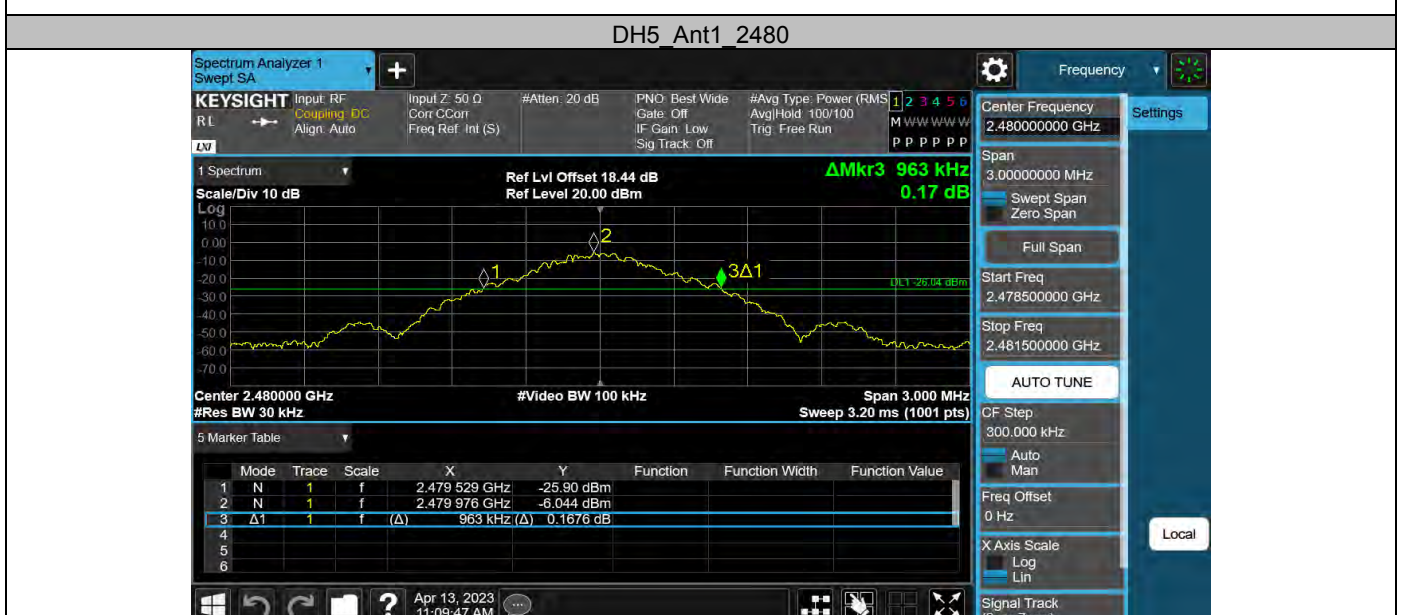 DH5_Ant1_2480
Spectrum Analyzer 1
Swept SA
+
Frequency
KEYSIGHT
RL
LXI
Input: RF
Coupling: DC
Align: Auto
Input Z: 50 Ω
Corr CCorr
Freq Ref: Int (S)
#Atten: 20 dB
PNO: Best Wide
Gate: Off
IF Gain: Low
Sig Track: Off
#Avg Type: Power (RMS
Avg|Hold: 100/100
Trig: Free Run
1 2 3 4 5 6
M W W W W W
P P P P P P
1 Spectrum
Scale/Div 10 dB
Log
Ref Lvl Offset 18.44 dB
Ref Level 20.00 dBm
ΔMkr3 963 kHz
0.17 dB
10.0
0.00
-10.0
-20.0
-30.0
-40.0
-50.0
-60.0
-70.0
1
2
3Δ1
DL1 -26.04 dBm
Center 2.480000 GHz
#Video BW 100 kHz
Span 3.000 MHz
#Res BW 30 kHz
Sweep 3.20 ms (1001 pts)
5 Marker Table
Mode Trace Scale X Y Function Function Width Function Value
1 N 1 f 2.479 529 GHz -25.90 dBm
2 N 1 f 2.479 976 GHz -6.044 dBm
3 Δ1 1 f (Δ) 963 kHz (Δ) 0.1676 dB
4
5
6
Apr 13, 2023
11:09:47 AM
?
Center Frequency
2.480000000 GHz
Settings
Span
3.00000000 MHz
Swept Span
Zero Span
Full Span
Start Freq
2.478500000 GHz
Stop Freq
2.481500000 GHz
AUTO TUNE
CF Step
300.000 kHz
Auto
Man
Freq Offset
0 Hz
Local
X Axis Scale
Log
Lin
Signal Track